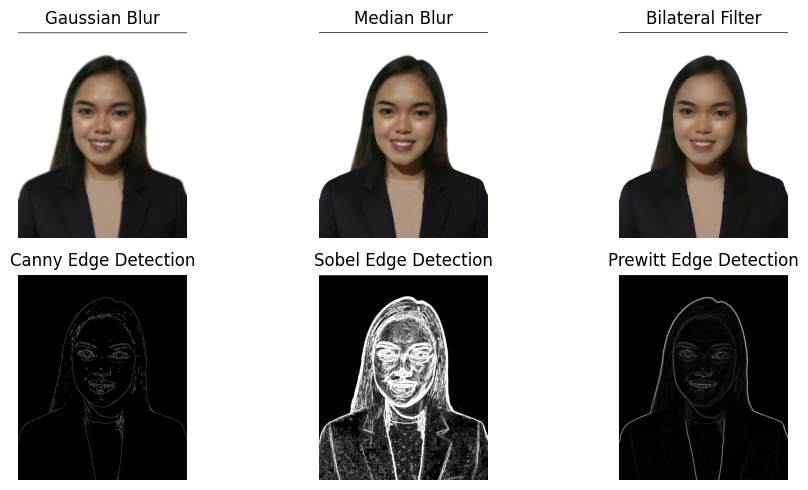 Gaussian Blur
Median Blur
Bilateral Filter
Canny Edge Detection
Sobel Edge Detection
Prewitt Edge Detection